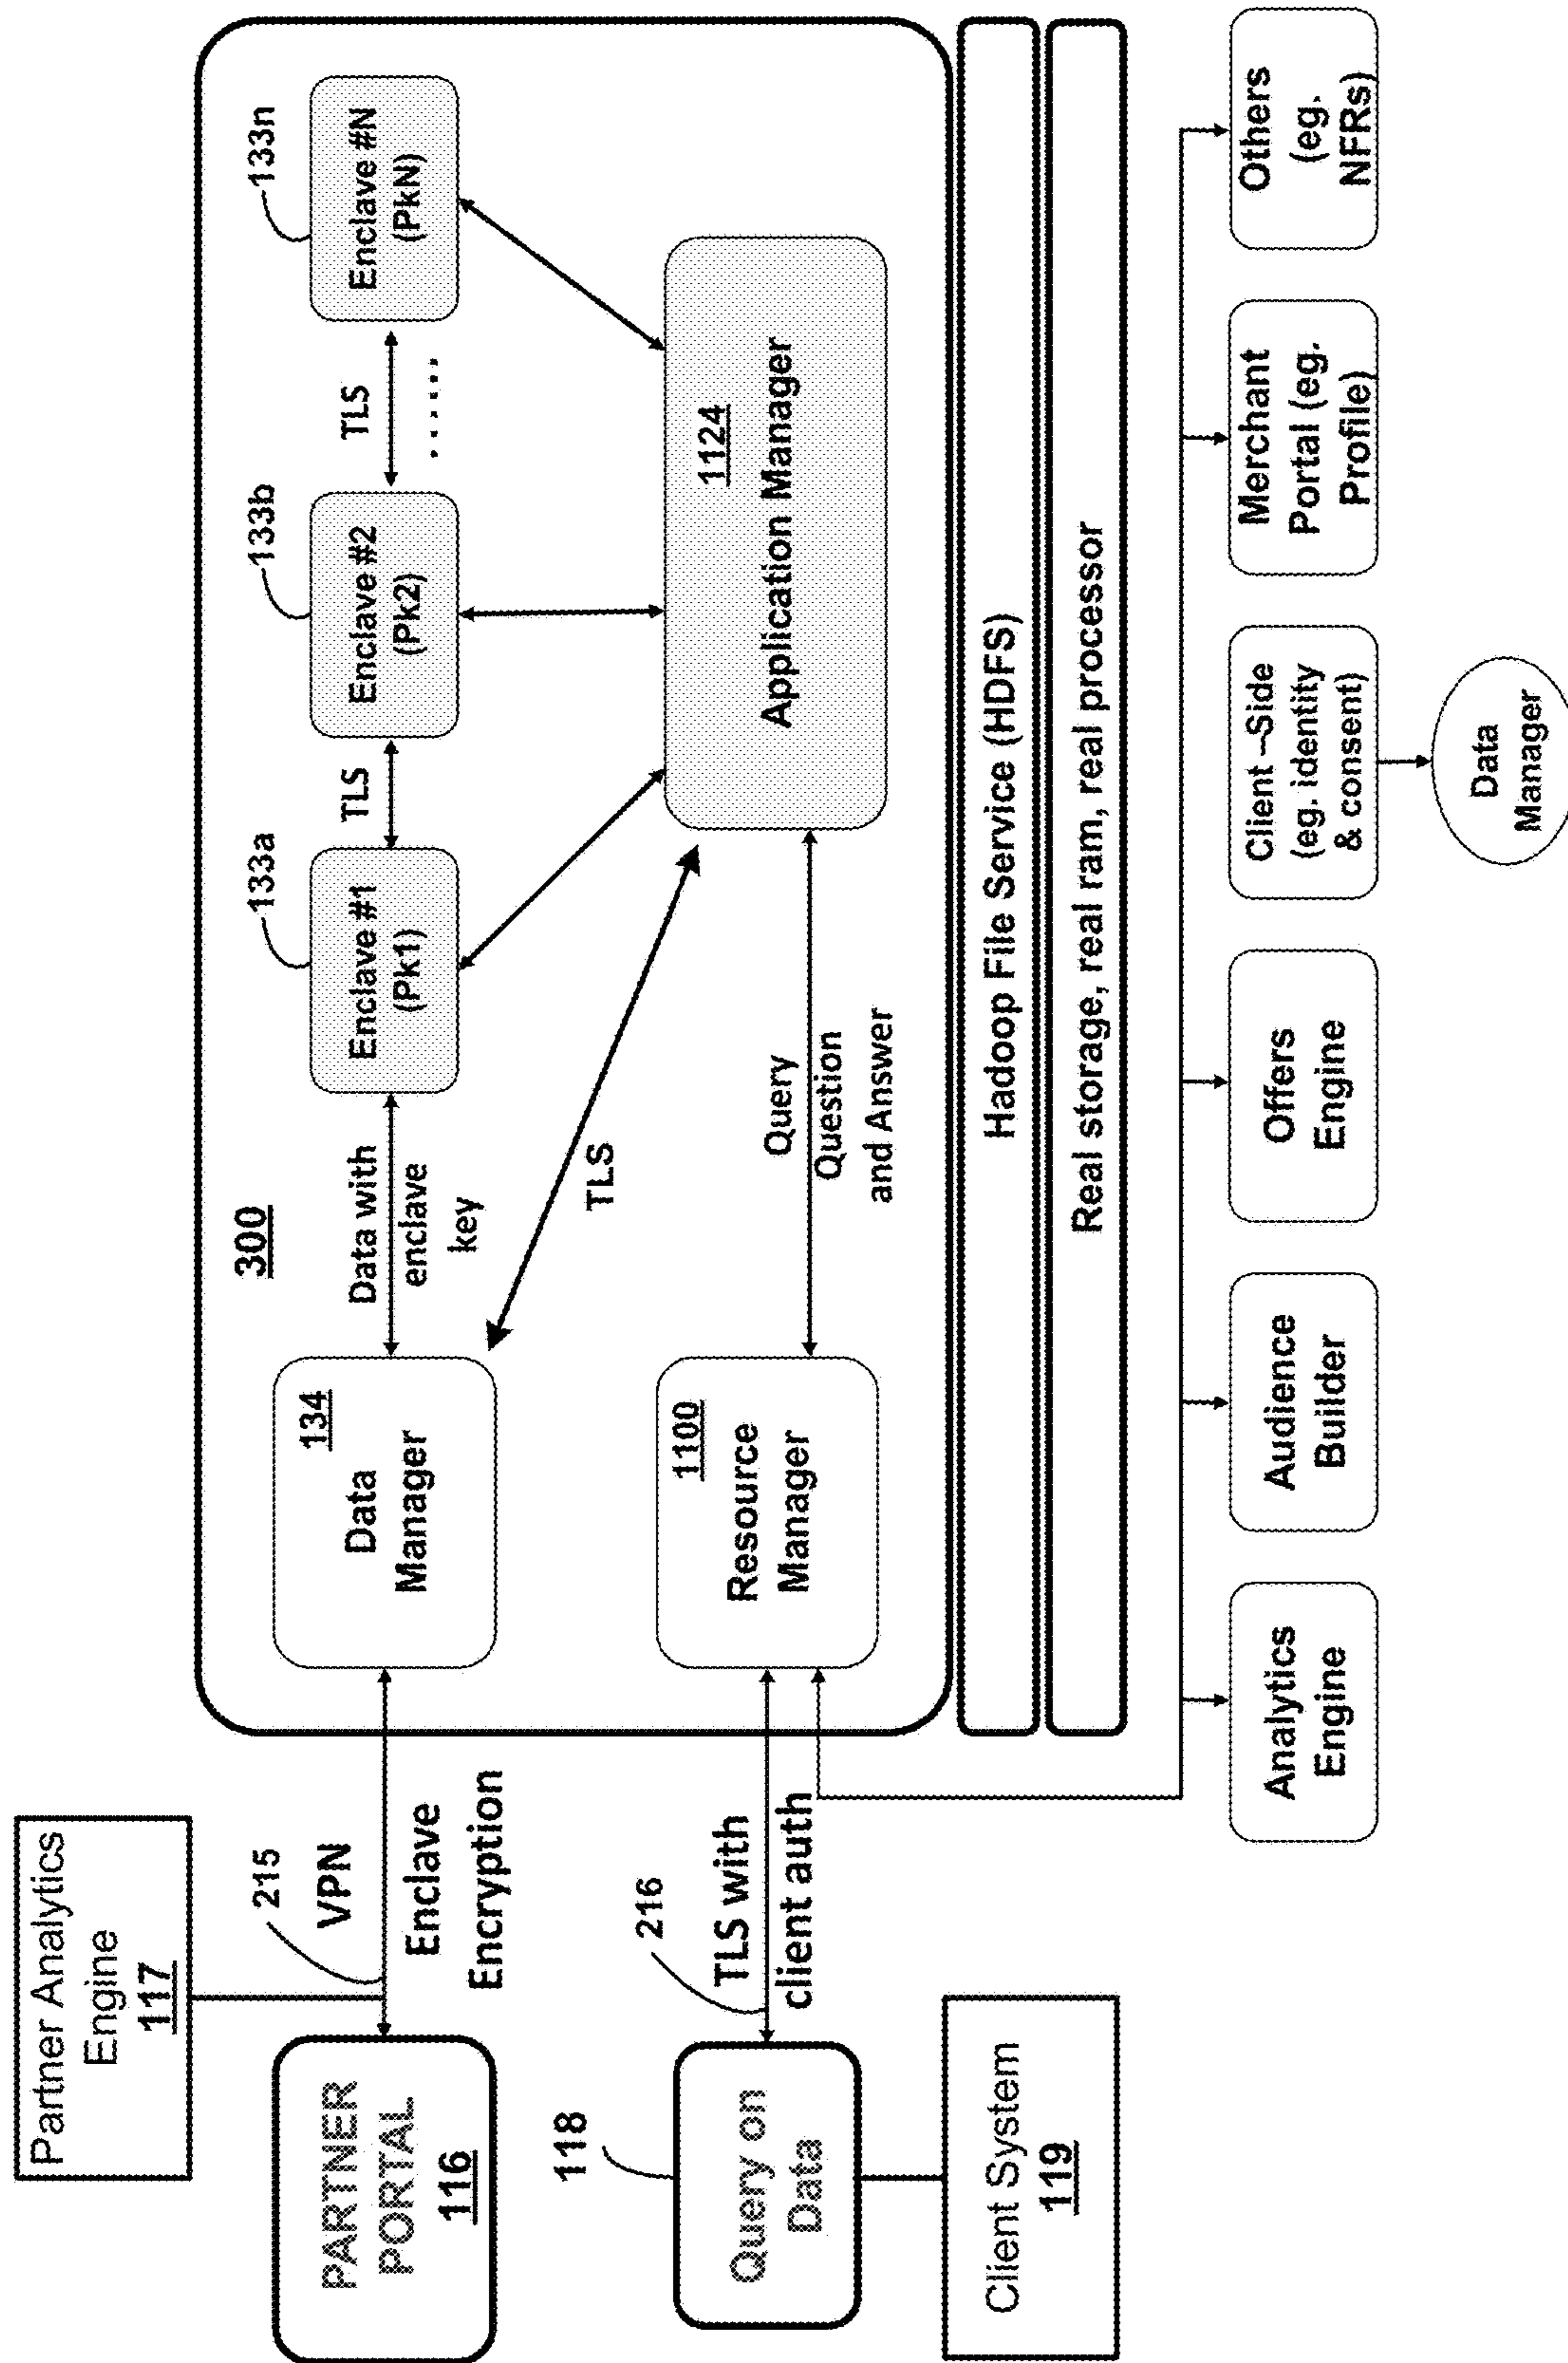 Partner Analytics
Engine
117
PARTNER
PORTAL
116
215
VPN
Enclave
Encryption
118
Query on
Data
Client System
119
216
TLS with
client auth
300
134
Data
Manager
1100
Resource
Manager
Data with
enclave
key
TLS
Query
Question
and Answer
133a
Enclave #1
(Pk1)
TLS
133b
Enclave #2
(Pk2)
TLS
......
133n
Enclave #N
(PkN)
1124
Application Manager
Hadoop File Service (HDFS)
Real storage, real ram, real processor
Analytics
Engine
Audience
Builder
Offers
Engine
Client –Side
(eg. identity
& consent)
Data
Manager
Merchant
Portal (eg.
Profile)
Others
(eg.
NFRs)